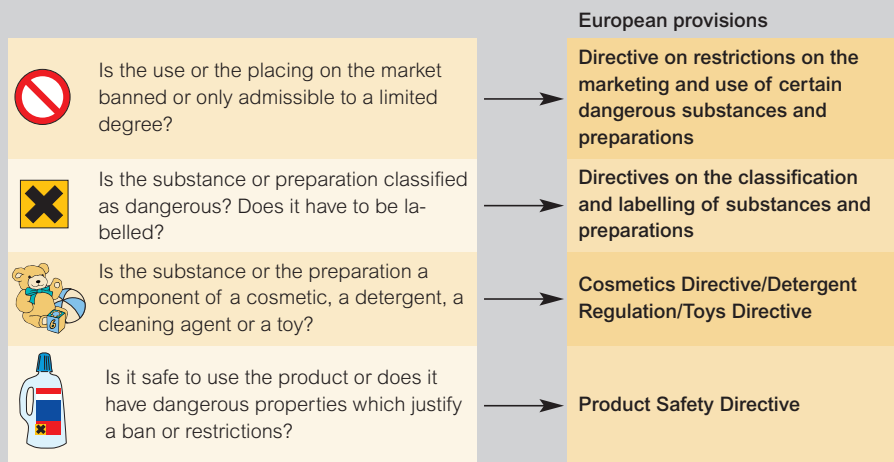 European provisions
Is the use or the placing on the market
banned or only admissible to a limited
degree?
Directive on restrictions on the
marketing and use of certain
dangerous substances and
preparations
Is the substance or preparation classified
as dangerous? Does it have to be la-
belled?
Directives on the classification
and labelling of substances and
preparations
Is the substance or the preparation a
component of a cosmetic, a detergent, a
cleaning agent or a toy?
Cosmetics Directive/Detergent
Regulation/Toys Directive
Is it safe to use the product or does it
have dangerous properties which justify
a ban or restrictions?
Product Safety Directive